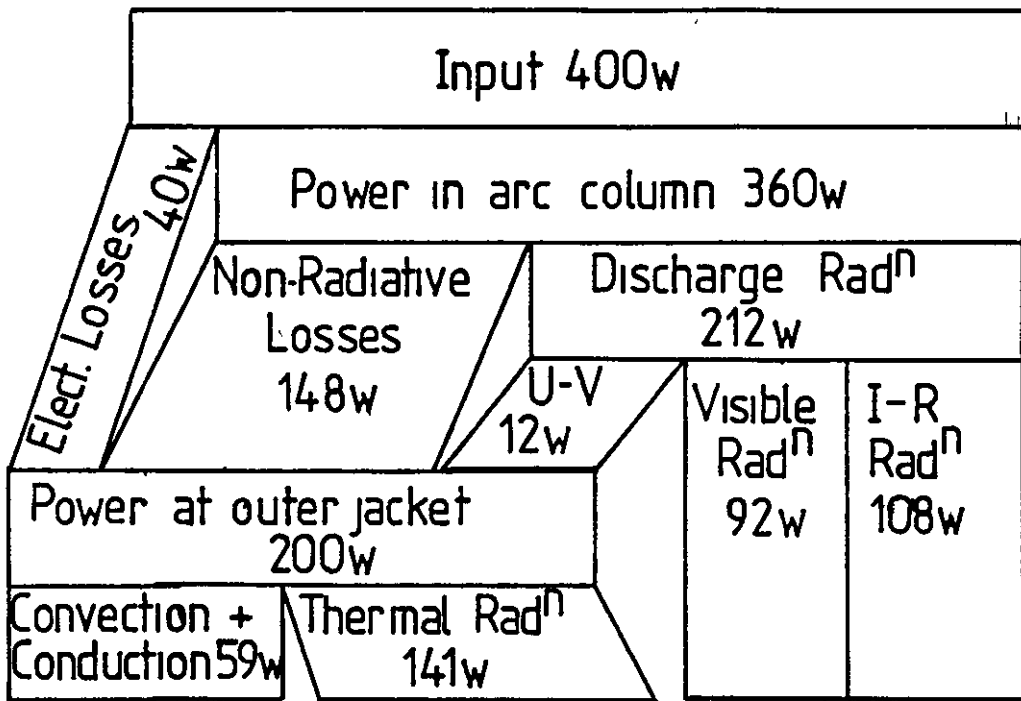 Input 400w
Power in arc column 360w
Elect. Losses 40w
Non-Radiative
Losses
148w
Discharge Radⁿ
212w
U-V
12w
Visible
Radⁿ
92w
I-R
Radⁿ
108w
Power at outer jacket
200w
Convection +
Conduction 59w
Thermal Radⁿ
141w